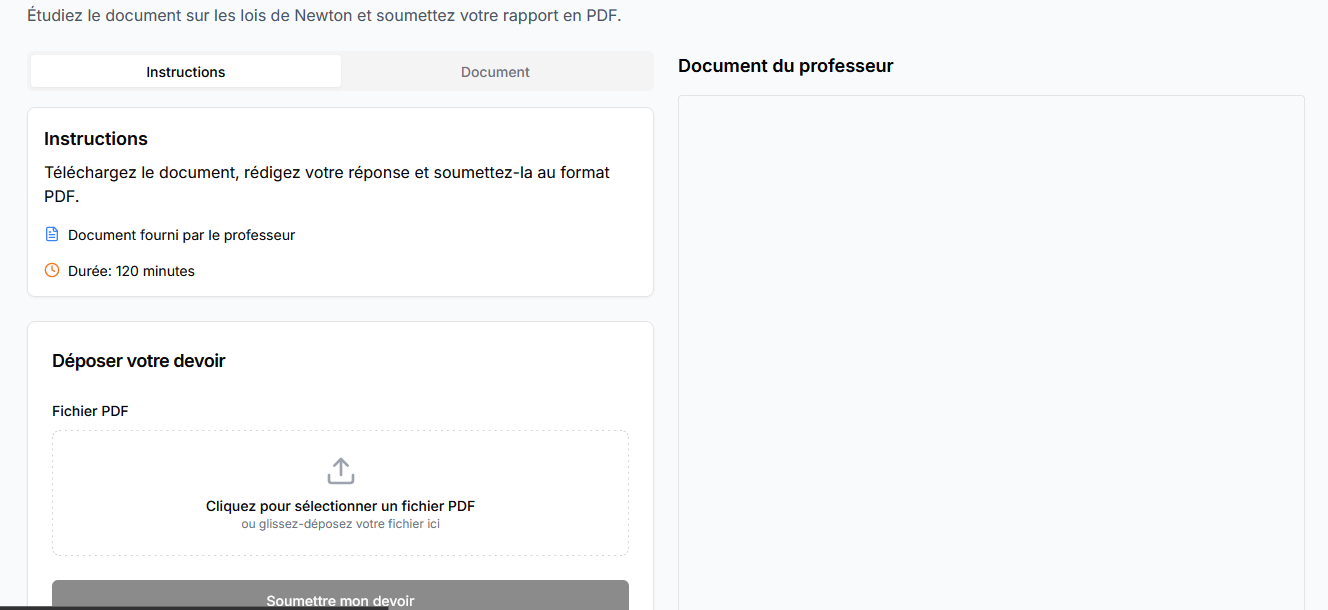 Étudiez le document sur les lois de Newton et soumettez votre rapport en PDF.
Instructions
Document
Instructions
Téléchargez le document, rédigez votre réponse et soumettez-la au format
PDF.
Document fourni par le professeur
Durée: 120 minutes
Déposer votre devoir
Fichier PDF
Cliquez pour sélectionner un fichier PDF
ou glissez-déposez votre fichier ici
Soumettre mon devoir
Document du professeur